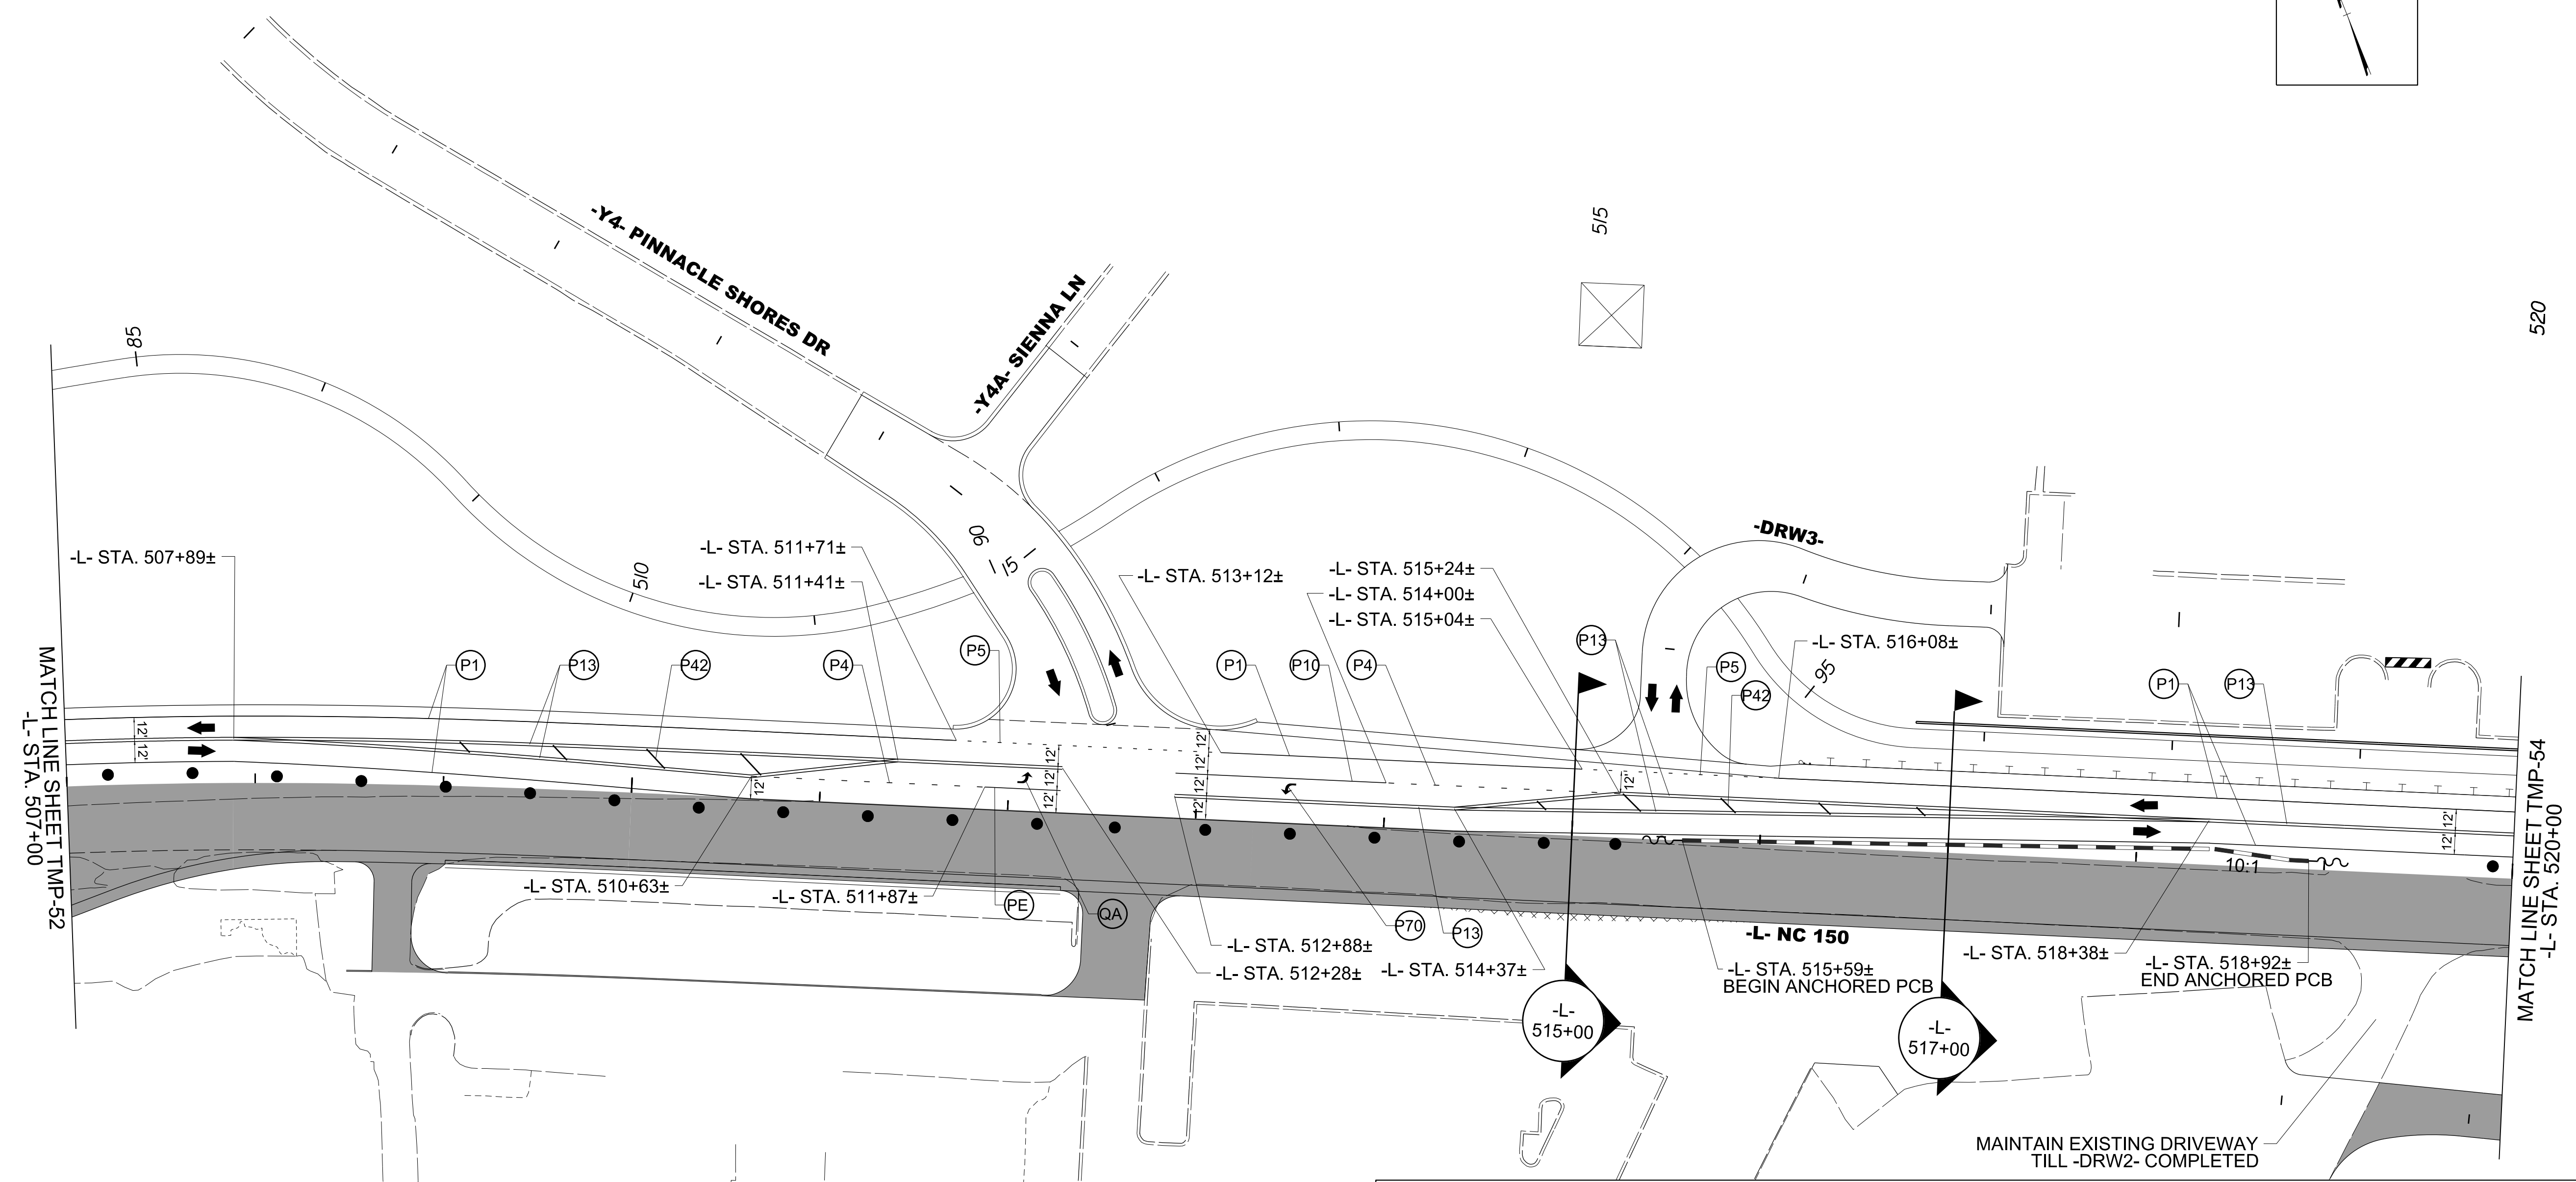 515
520
-Y4- PINNACLE SHORES DR
-Y4A- SIENNA LN
85
510
90
15
-DRW3-
95
-L- STA. 507+89±
-L- STA. 511+71±
-L- STA. 511+41±
-L- STA. 513+12±
-L- STA. 515+24±
-L- STA. 514+00±
-L- STA. 515+04±
-L- STA. 516+08±
P1
P13
P42
P4
P5
P1
P10
P4
P13
P5
P42
P1
P13
MATCH LINE SHEET TMP-52
-L- STA. 507+00
12'
12'
12'
12'
12'
12'
12'
12'
12'
12'
12'
12'
12'
10:1
MATCH LINE SHEET TMP-54
-L- STA. 520+00
-L- STA. 510+63±
-L- STA. 511+87±
PE
QA
P70
P13
-L- STA. 512+88±
-L- STA. 512+28±
-L- STA. 514+37±
-L- NC 150
-L- STA. 515+59±
BEGIN ANCHORED PCB
-L- STA. 518+38±
-L- STA. 518+92±
END ANCHORED PCB
-L-
515+00
-L-
517+00
MAINTAIN EXISTING DRIVEWAY
TILL -DRW2- COMPLETED